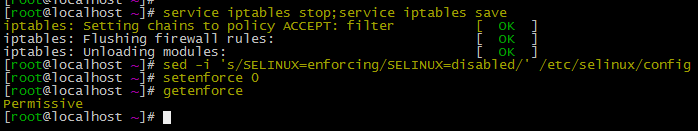 [root@localhost ~]# service iptables stop;service iptables save
iptables: Setting chains to policy ACCEPT: filter          [  OK  ]
iptables: Flushing firewall rules:                         [  OK  ]
iptables: Unloading modules:                               [  OK  ]
[root@localhost ~]# sed -i 's/SELINUX=enforcing/SELINUX=disabled/' /etc/selinux/config
[root@localhost ~]# setenforce 0
[root@localhost ~]# getenforce
Permissive
[root@localhost ~]#